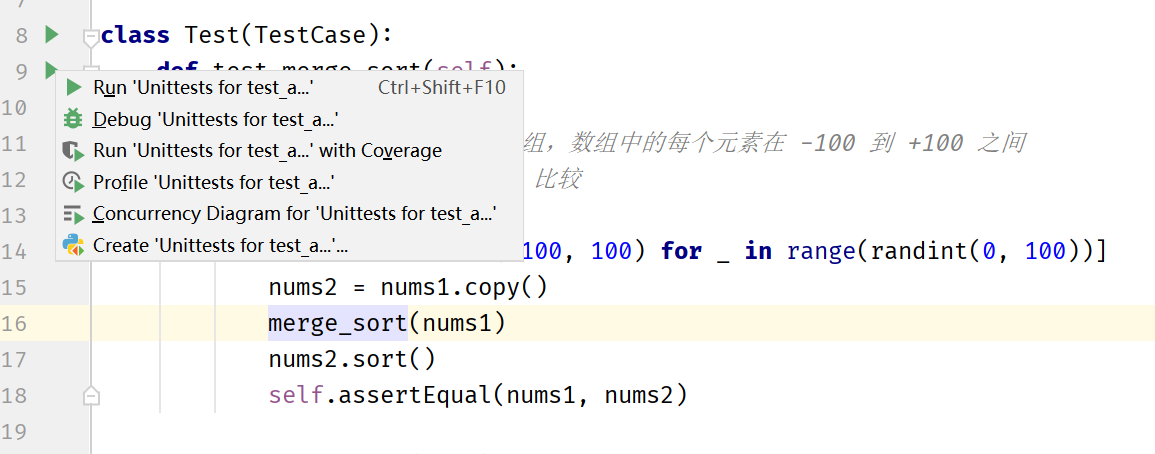 8 class Test(TestCase):
9 def test_merge_sort(self):
Run 'Unittests for test_a...' Ctrl+Shift+F10
10
Debug 'Unittests for test_a...'
11 组，数组中的每个元素在 -100 到 +100 之间
Run 'Unittests for test_a...' with Coverage
12 比较
Profile 'Unittests for test_a...'
13
Concurrency Diagram for 'Unittests for test_a...'
14 100, 100) for _ in range(randint(0, 100))]
Create 'Unittests for test_a...'...
15 nums2 = nums1.copy()
16 merge_sort(nums1)
17 nums2.sort()
18 self.assertEqual(nums1, nums2)
19